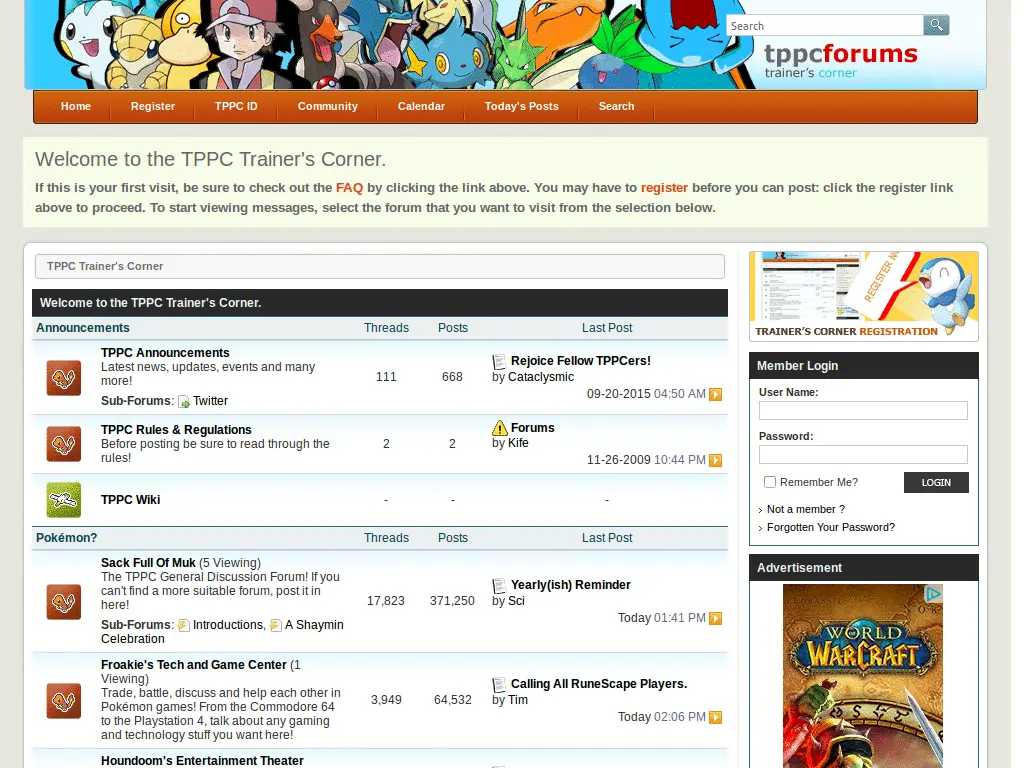 Search
tppcforums
trainer's corner
Home Register TPPC ID Community Calendar Today's Posts Search
Welcome to the TPPC Trainer's Corner.
If this is your first visit, be sure to check out the FAQ by clicking the link above. You may have to register before you can post: click the register link
above to proceed. To start viewing messages, select the forum that you want to visit from the selection below.
TPPC Trainer's Corner
Welcome to the TPPC Trainer's Corner.
Announcements Threads Posts Last Post
TPPC Announcements
Latest news, updates, events and many
more!
Sub-Forums: Twitter
111 668
Rejoice Fellow TPPCers!
by Cataclysmic
09-20-2015 04:50 AM
TPPC Rules & Regulations
Before posting be sure to read through the
rules!
2 2
Forums
by Kife
11-26-2009 10:44 PM
TPPC Wiki - - -
Pokémon? Threads Posts Last Post
Sack Full Of Muk (5 Viewing)
The TPPC General Discussion Forum! If you
can't find a more suitable forum, post it in
here!
Sub-Forums: Introductions, A Shaymin
Celebration
17,823 371,250
Yearly(ish) Reminder
by Sci
Today 01:41 PM
Froakie's Tech and Game Center (1
Viewing)
Trade, battle, discuss and help each other in
Pokémon games! From the Commodore 64
to the Playstation 4, talk about any gaming
and technology stuff you want here!
3,949 64,532
Calling All RuneScape Players.
by Tim
Today 02:06 PM
Houndoom's Entertainment Theater
REGISTER NO
TRAINER'S CORNER REGISTRATION
Member Login
User Name:
Password:
Remember Me? LOGIN
Not a member ?
Forgotten Your Password?
Advertisement
WORLD
WARCRAFT